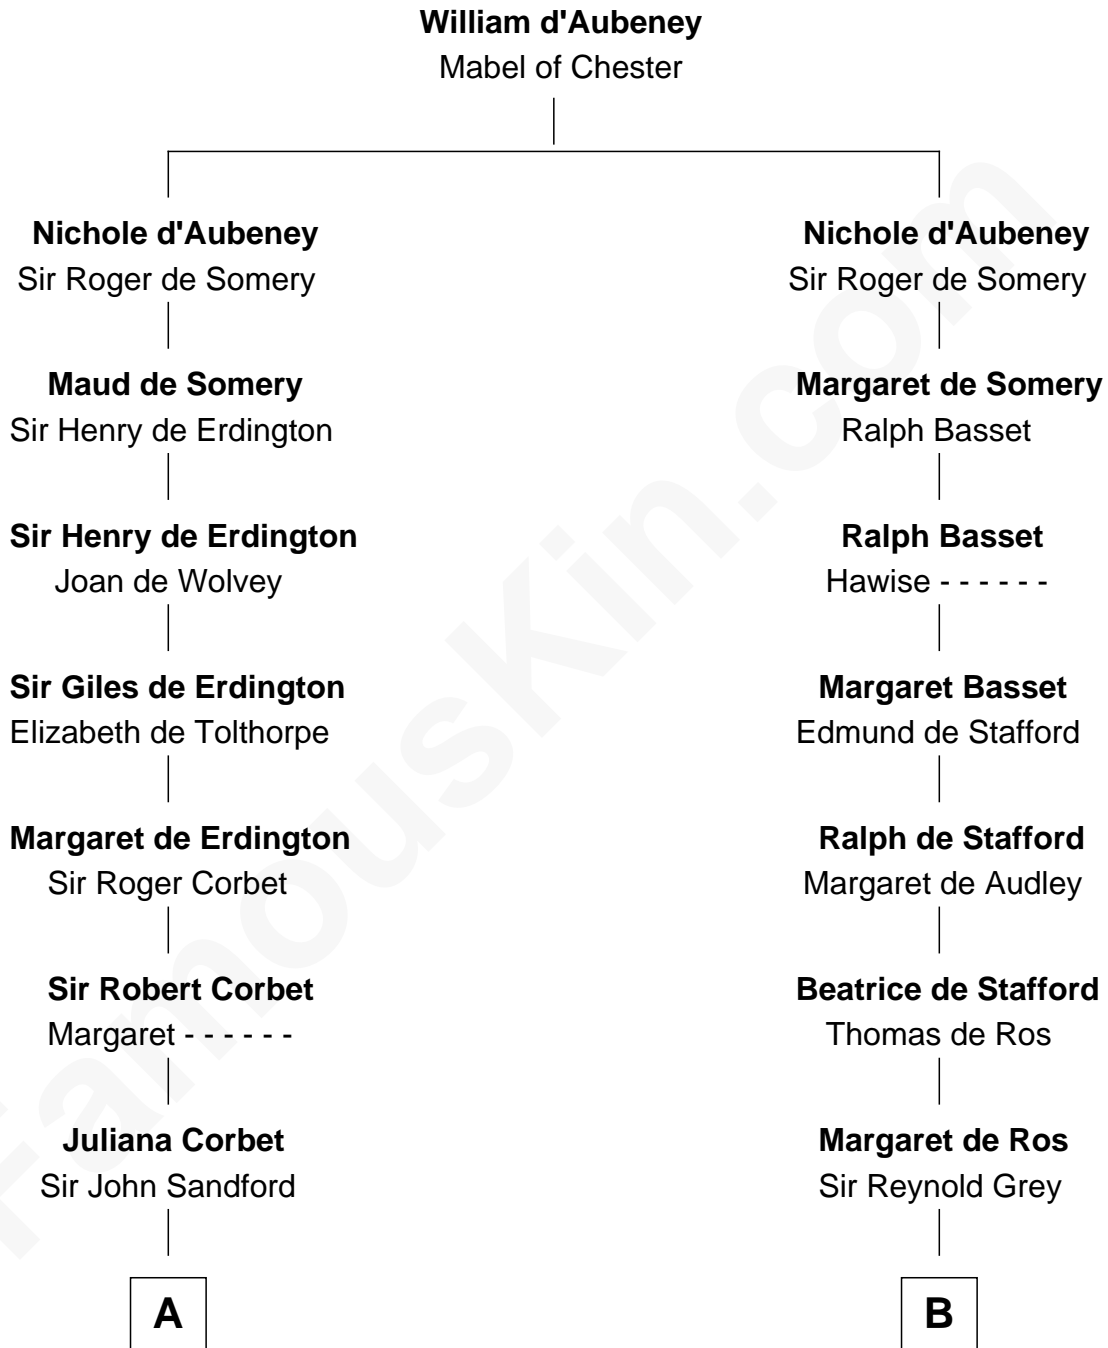 William d'Aubeney
Mabel of Chester
Nichole d'Aubeney
Sir Roger de Somery
Maud de Somery
Sir Henry de Erdington
Sir Henry de Erdington
Joan de Wolvey
Sir Giles de Erdington
Elizabeth de Tolthorpe
Margaret de Erdington
Sir Roger Corbet
Sir Robert Corbet
Margaret - - - - - -
Juliana Corbet
Sir John Sandford
A
Nichole d'Aubeney
Sir Roger de Somery
Margaret de Somery
Ralph Basset
Ralph Basset
Hawise - - - - - -
Margaret Basset
Edmund de Stafford
Ralph de Stafford
Margaret de Audley
Beatrice de Stafford
Thomas de Ros
Margaret de Ros
Sir Reynold Grey
B
FamousKin.com